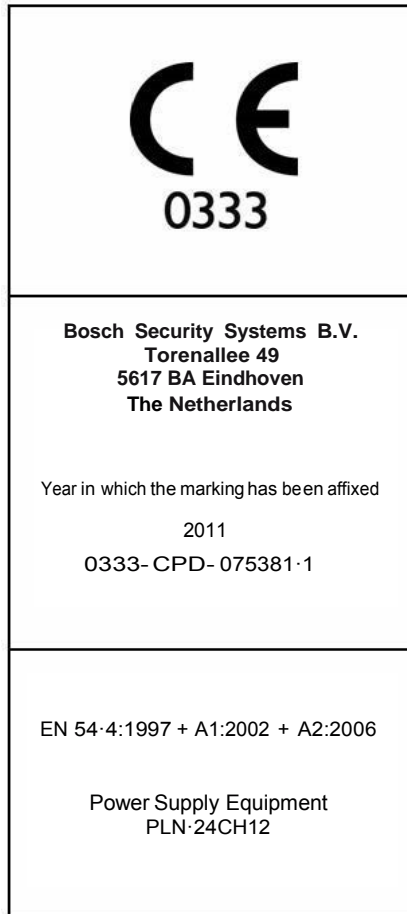 CE
0333
Bosch Security Systems B.V.
Torenallee 49
5617 BA Eindhoven
The Netherlands
Year in which the marking has been affixed
2011
0333-CPD-075381·1
EN 54·4:1997 + A1:2002 + A2:2006
Power Supply Equipment
PLN·24CH12